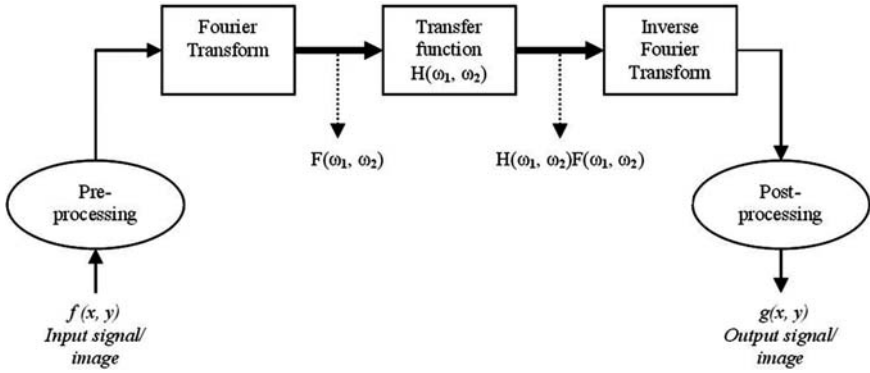 Fourier
Transform
Transfer
function
H(ω₁, ω₂)
Inverse
Fourier
Transform
F(ω₁, ω₂)
H(ω₁, ω₂)F(ω₁, ω₂)
Pre-
processing
Post-
processing
f (x, y)
Input signal/
image
g(x, y)
Output signal/
image